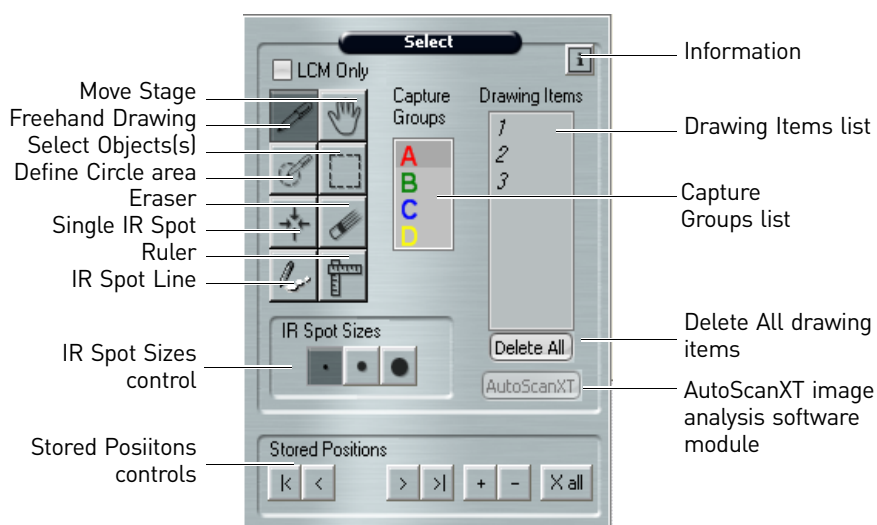 Select
i
LCM Only
Move Stage
Freehand Drawing
Select Objects(s)
Define Circle area
Eraser
Single IR Spot
Ruler
IR Spot Line
IR Spot Sizes
control
Stored Posiitons
controls
Capture
Groups
A
B
C
D
Drawing Items
1
2
3
IR Spot Sizes
Delete All
AutoScanXT
Stored Positions
|<
<
>
>|
+
-
X all
Information
Drawing Items list
Capture
Groups list
Delete All drawing
items
AutoScanXT image
analysis software
module